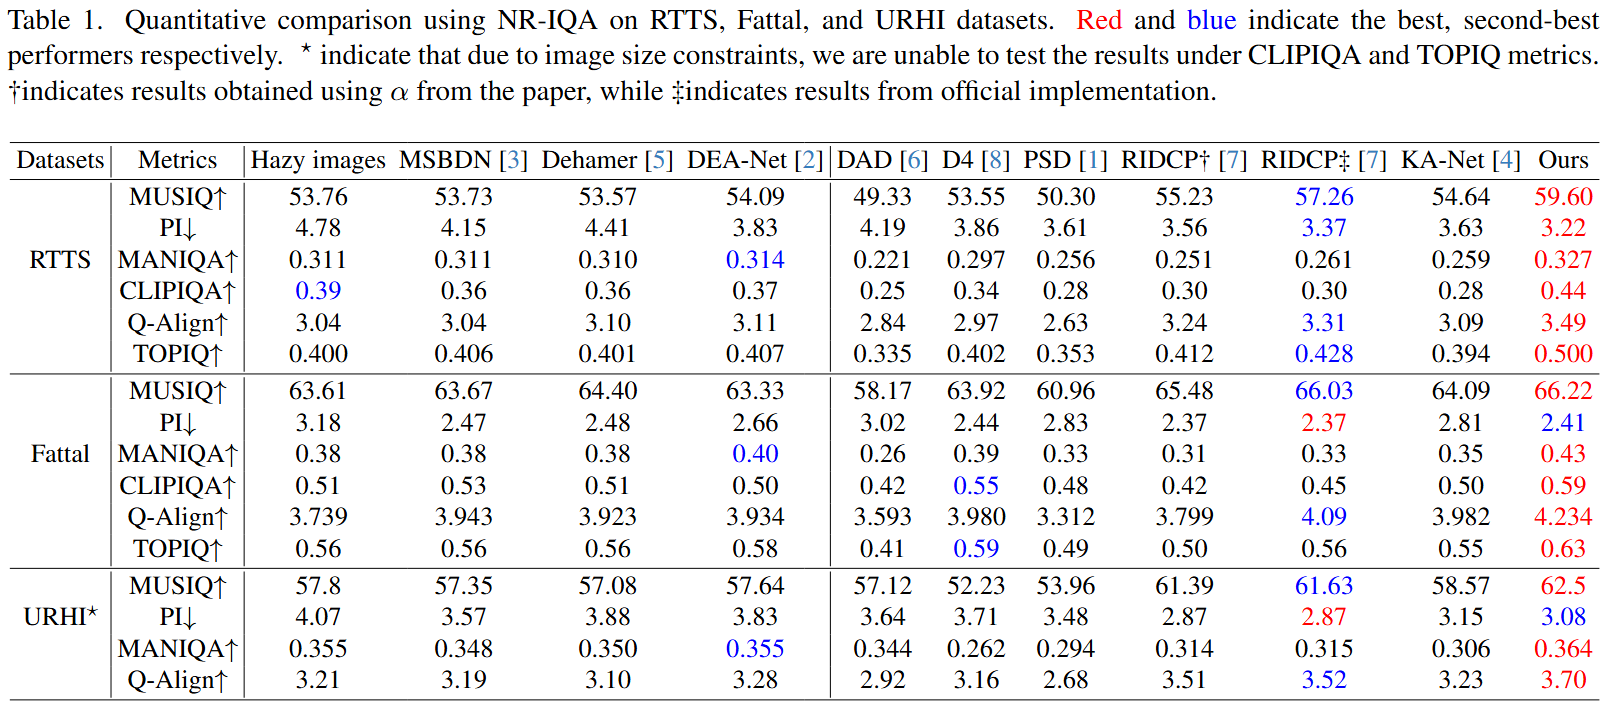 Table 1. Quantitative comparison using NR-IQA on RTTS, Fattal, and URHI datasets. Red and blue indicate the best, second-best
performers respectively. ⋆ indicate that due to image size constraints, we are unable to test the results under CLIPIQA and TOPIQ metrics.
†indicates results obtained using α from the paper, while ‡indicates results from official implementation.
Datasets Metrics Hazy images MSBDN [3] Dehamer [5] DEA-Net [2] DAD [6] D4 [8] PSD [1] RIDCP† [7] RIDCP‡ [7] KA-Net [4] Ours
MUSIQ↑ 53.76 53.73 53.57 54.09 49.33 53.55 50.30 55.23 57.26 54.64 59.60
PI↓ 4.78 4.15 4.41 3.83 4.19 3.86 3.61 3.56 3.37 3.63 3.22
RTTS MANIQA↑ 0.311 0.311 0.310 0.314 0.221 0.297 0.256 0.251 0.261 0.259 0.327
CLIPIQA↑ 0.39 0.36 0.36 0.37 0.25 0.34 0.28 0.30 0.30 0.28 0.44
Q-Align↑ 3.04 3.04 3.10 3.11 2.84 2.97 2.63 3.24 3.31 3.09 3.49
TOPIQ↑ 0.400 0.406 0.401 0.407 0.335 0.402 0.353 0.412 0.428 0.394 0.500
MUSIQ↑ 63.61 63.67 64.40 63.33 58.17 63.92 60.96 65.48 66.03 64.09 66.22
PI↓ 3.18 2.47 2.48 2.66 3.02 2.44 2.83 2.37 2.37 2.81 2.41
Fattal MANIQA↑ 0.38 0.38 0.38 0.40 0.26 0.39 0.33 0.31 0.33 0.35 0.43
CLIPIQA↑ 0.51 0.53 0.51 0.50 0.42 0.55 0.48 0.42 0.45 0.50 0.59
Q-Align↑ 3.739 3.943 3.923 3.934 3.593 3.980 3.312 3.799 4.09 3.982 4.234
TOPIQ↑ 0.56 0.56 0.56 0.58 0.41 0.59 0.49 0.50 0.56 0.55 0.63
MUSIQ↑ 57.8 57.35 57.08 57.64 57.12 52.23 53.96 61.39 61.63 58.57 62.5
URHI⋆ PI↓ 4.07 3.57 3.88 3.83 3.64 3.71 3.48 2.87 2.87 3.15 3.08
MANIQA↑ 0.355 0.348 0.350 0.355 0.344 0.262 0.294 0.314 0.315 0.306 0.364
Q-Align↑ 3.21 3.19 3.10 3.28 2.92 3.16 2.68 3.51 3.52 3.23 3.70